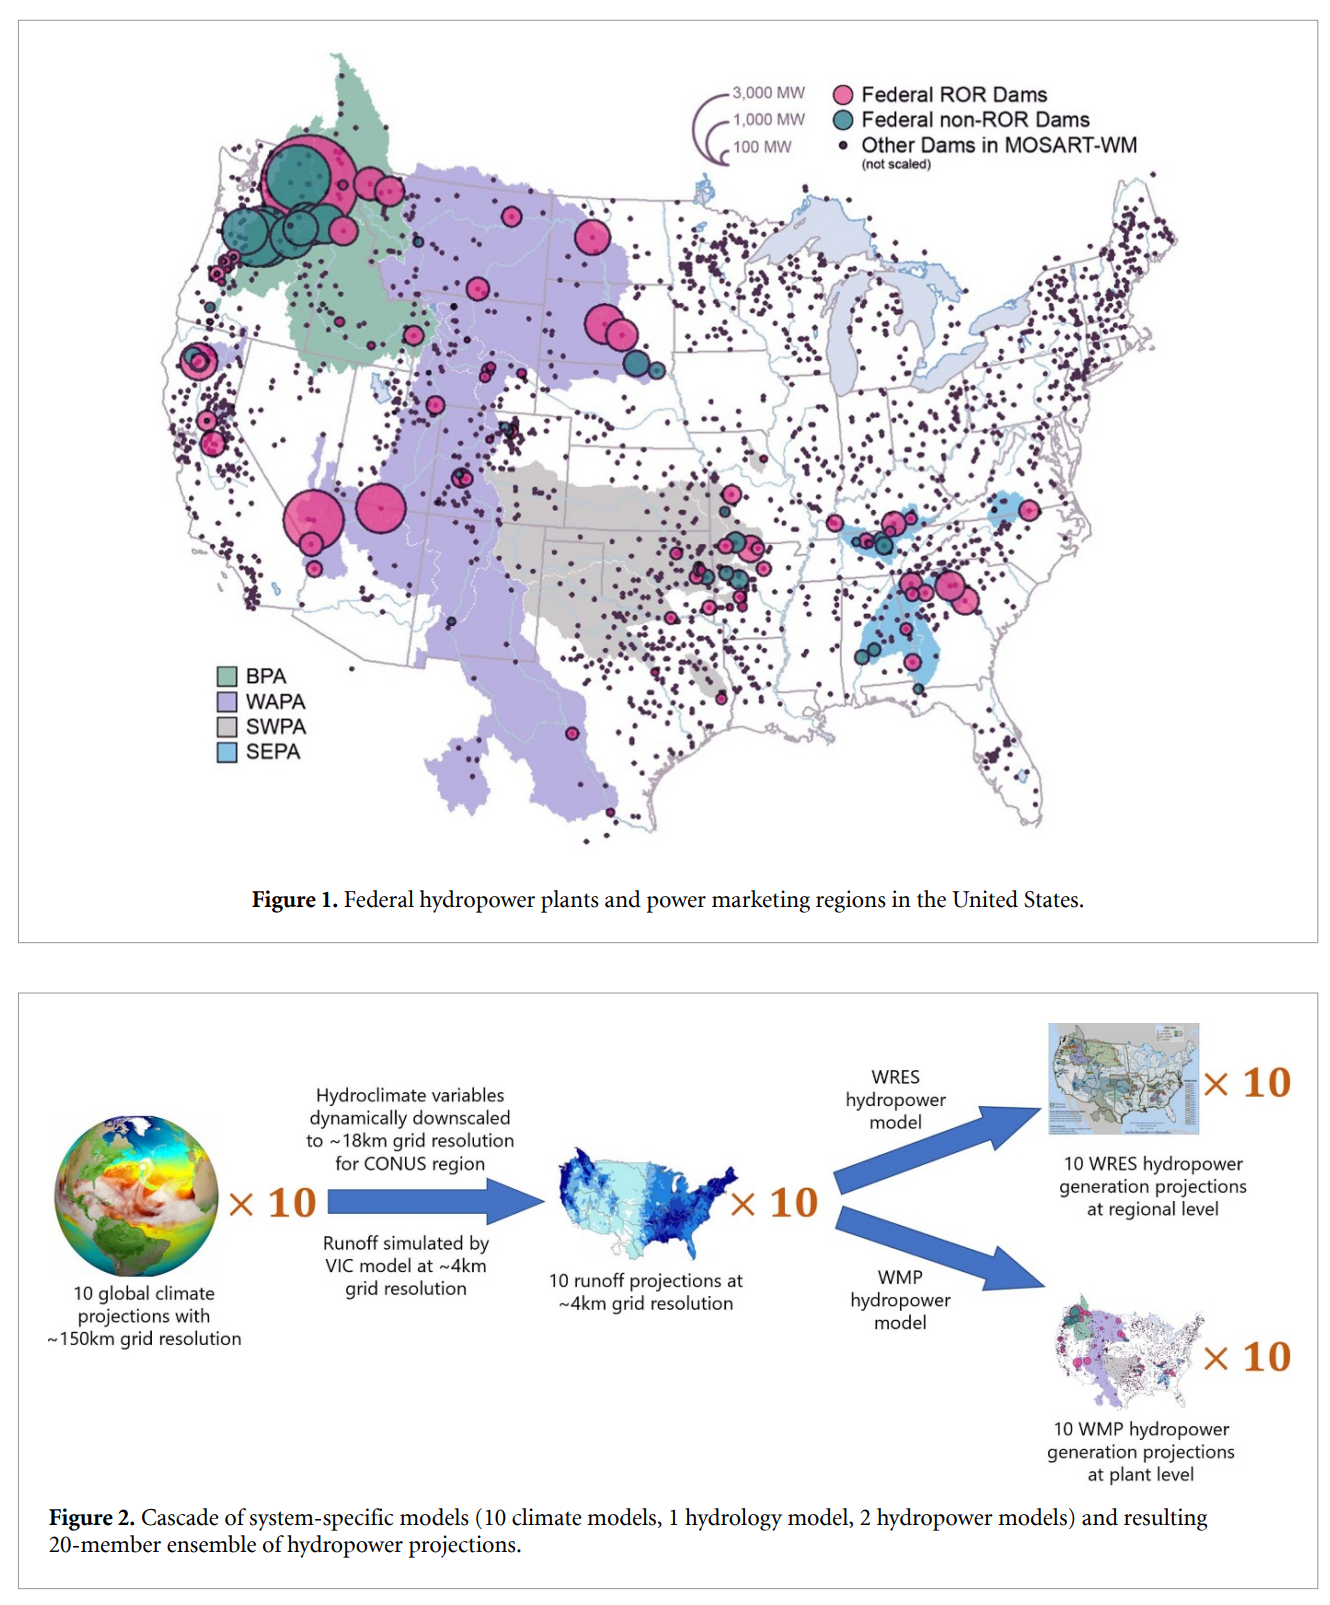 3,000 MW
1,000 MW
100 MW
Federal ROR Dams
Federal non-ROR Dams
Other Dams in MOSART-WM
(not scaled)
BPA
WAPA
SWPA
SEPA
Figure 1. Federal hydropower plants and power marketing regions in the United States.
10 global climate
projections with
~150km grid resolution
× 10
Hydroclimate variables
dynamically downscaled
to ~18km grid resolution
for CONUS region
Runoff simulated by
VIC model at ~4km
grid resolution
× 10
10 runoff projections at
~4km grid resolution
WRES
hydropower
model
× 10
10 WRES hydropower
generation projections
at regional level
WMP
hydropower
model
× 10
10 WMP hydropower
generation projections
at plant level
Figure 2. Cascade of system-specific models (10 climate models, 1 hydrology model, 2 hydropower models) and resulting
20-member ensemble of hydropower projections.